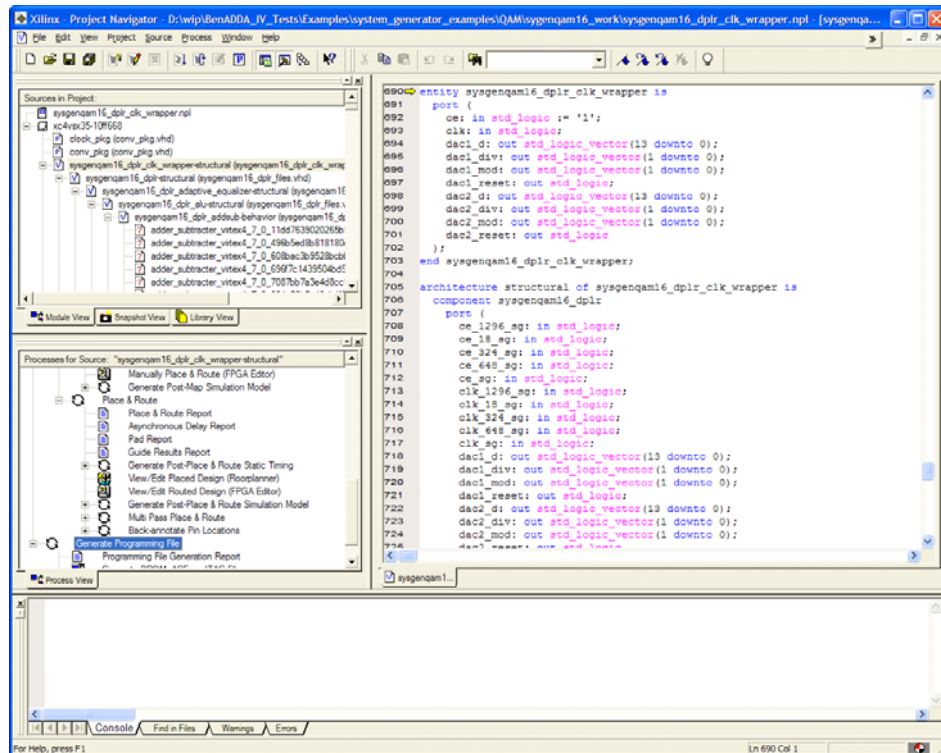 Xilinx - Project Navigator - D:\wip\BenADDA_IV_Tests\Examples\system_generator_examples\QAM\sygenqam16_work\sysgenqam16_dplr_clk_wrapper.npl - [sysgenqa...
File Edit View Project Source Process Window Help
Sources in Project:
sysgenqam16_dplr_clk_wrapper.npl
xc4vsx35-10ff668
clock_pkg (conv_pkg.vhd)
conv_pkg (conv_pkg.vhd)
sysgenqam16_dplr_clk_wrapper-structural (sysgenqam16_dplr_clk_wrap
sysgenqam16_dplr-structural (sysgenqam16_dplr_files.vhd)
sysgenqam16_dplr_adaptive_equalizer-structural (sysgenqam16
sysgenqam16_dplr_alu-structural (sysgenqam16_dplr_files.v
sysgenqam16_dplr_addsub-behavior (sysgenqam16_dp
adder_subtracter_virtex4_7_0_11dd7639020265b
adder_subtracter_virtex4_7_0_496b5ed8b818180
adder_subtracter_virtex4_7_0_608bac3b9528bcb
adder_subtracter_virtex4_7_0_696f7c1439504bd5
adder_subtracter_virtex4_7_0_7087bb7a3e4d8cc
Module View Snapshot View Library View
Processes for Source: "sysgenqam16_dplr_clk_wrapper-structural"
Manually Place & Route (FPGA Editor)
Generate Post-Map Simulation Model
Place & Route
Place & Route Report
Asynchronous Delay Report
Pad Report
Guide Results Report
Generate Post-Place & Route Static Timing
View/Edit Placed Design (Floorplanner)
View/Edit Routed Design (FPGA Editor)
Generate Post-Place & Route Simulation Model
Multi Pass Place & Route
Back-annotate Pin Locations
Generate Programming File
Programming File Generation Report
Process View
690 entity sysgenqam16_dplr_clk_wrapper is
691 port (
692 ce: in std_logic := '1';
693 clk: in std_logic;
694 dac1_d: out std_logic_vector(13 downto 0);
695 dac1_div: out std_logic_vector(1 downto 0);
696 dac1_mod: out std_logic_vector(1 downto 0);
697 dac1_reset: out std_logic;
698 dac2_d: out std_logic_vector(13 downto 0);
699 dac2_div: out std_logic_vector(1 downto 0);
700 dac2_mod: out std_logic_vector(1 downto 0);
701 dac2_reset: out std_logic
702 );
703 end sysgenqam16_dplr_clk_wrapper;
704
705 architecture structural of sysgenqam16_dplr_clk_wrapper is
706 component sysgenqam16_dplr
707 port (
708 ce_1296_sg: in std_logic;
709 ce_18_sg: in std_logic;
710 ce_324_sg: in std_logic;
711 ce_648_sg: in std_logic;
712 ce_sg: in std_logic;
713 clk_1296_sg: in std_logic;
714 clk_18_sg: in std_logic;
715 clk_324_sg: in std_logic;
716 clk_648_sg: in std_logic;
717 clk_sg: in std_logic;
718 dac1_d: out std_logic_vector(13 downto 0);
719 dac1_div: out std_logic_vector(1 downto 0);
720 dac1_mod: out std_logic_vector(1 downto 0);
721 dac1_reset: out std_logic;
722 dac2_d: out std_logic_vector(13 downto 0);
723 dac2_div: out std_logic_vector(1 downto 0);
724 dac2_mod: out std_logic_vector(1 downto 0);
725 dac2_reset: out std_logic
sysgenqam1...
Console Find in Files Warnings Errors
For Help, press F1
Ln 690 Col 1